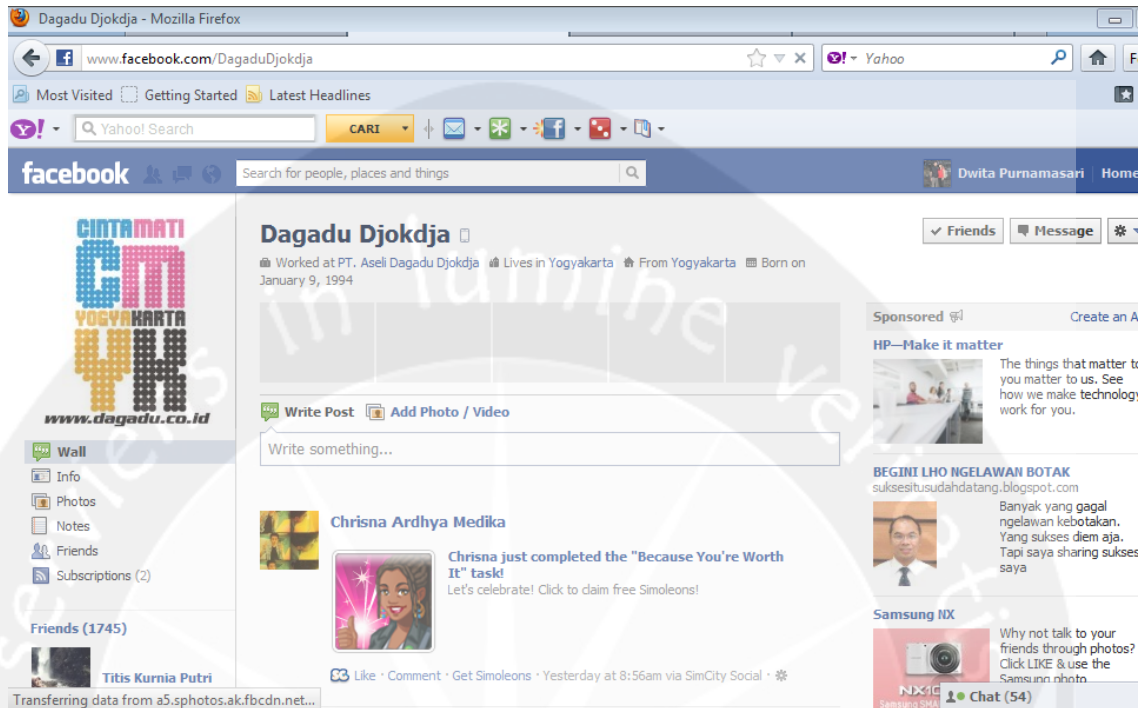 Dagadu Djokdja - Mozilla Firefox
www.facebook.com/DagaduDjokdja
Yahoo
Most Visited Getting Started Latest Headlines
Y! Yahoo! Search CARI
facebook Search for people, places and things Dwita Purnamasari Home
CINTAMATI
CM
YOGYAKARTA
YK
www.dagadu.co.id
Wall
Info
Photos
Notes
Friends
Subscriptions (2)
Friends (1745)
Titis Kurnia Putri
Transferring data from a5.sphotos.ak.fbcdn.net...
Dagadu Djokdja
Friends Message
Worked at PT. Aseli Dagadu Djokdja Lives in Yogyakarta From Yogyakarta Born on
January 9, 1994
Write Post Add Photo / Video
Write something...
Chrisna Ardhya Medika
Chrisna just completed the "Because You're Worth
It" task!
Let's celebrate! Click to claim free Simoleons!
Like · Comment · Get Simoleons · Yesterday at 8:56am via SimCity Social ·
Sponsored Create an A
HP—Make it matter
The things that matter to
you matter to us. See
how we make technology
work for you.
BEGINI LHO NGELAWAN BOTAK
suksesitusudahdatang.blogspot.com
Banyak yang gagal
ngelawan kebotakan.
Yang sukses diem aja.
Tapi saya sharing sukses
saya
Samsung NX
Why not talk to your
friends through photos?
Click LIKE & use the
Samsung photo
Chat (54)
in lumine veritatis